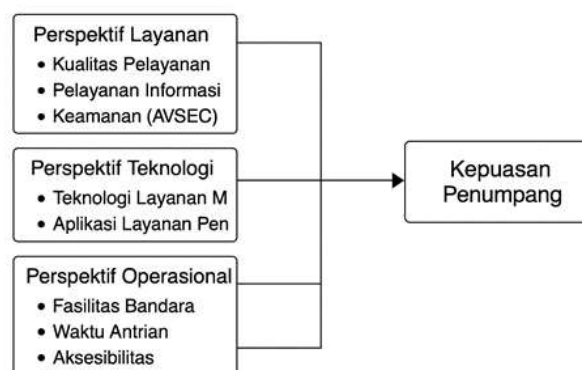 Perspektif Layanan
• Kualitas Pelayanan
• Pelayanan Informasi
• Keamanan (AVSEC)
Perspektif Teknologi
• Teknologi Layanan M
• Aplikasi Layanan Pen
Perspektif Operasional
• Fasilitas Bandara
• Waktu Antrian
• Aksesibilitas
Kepuasan
Penumpang